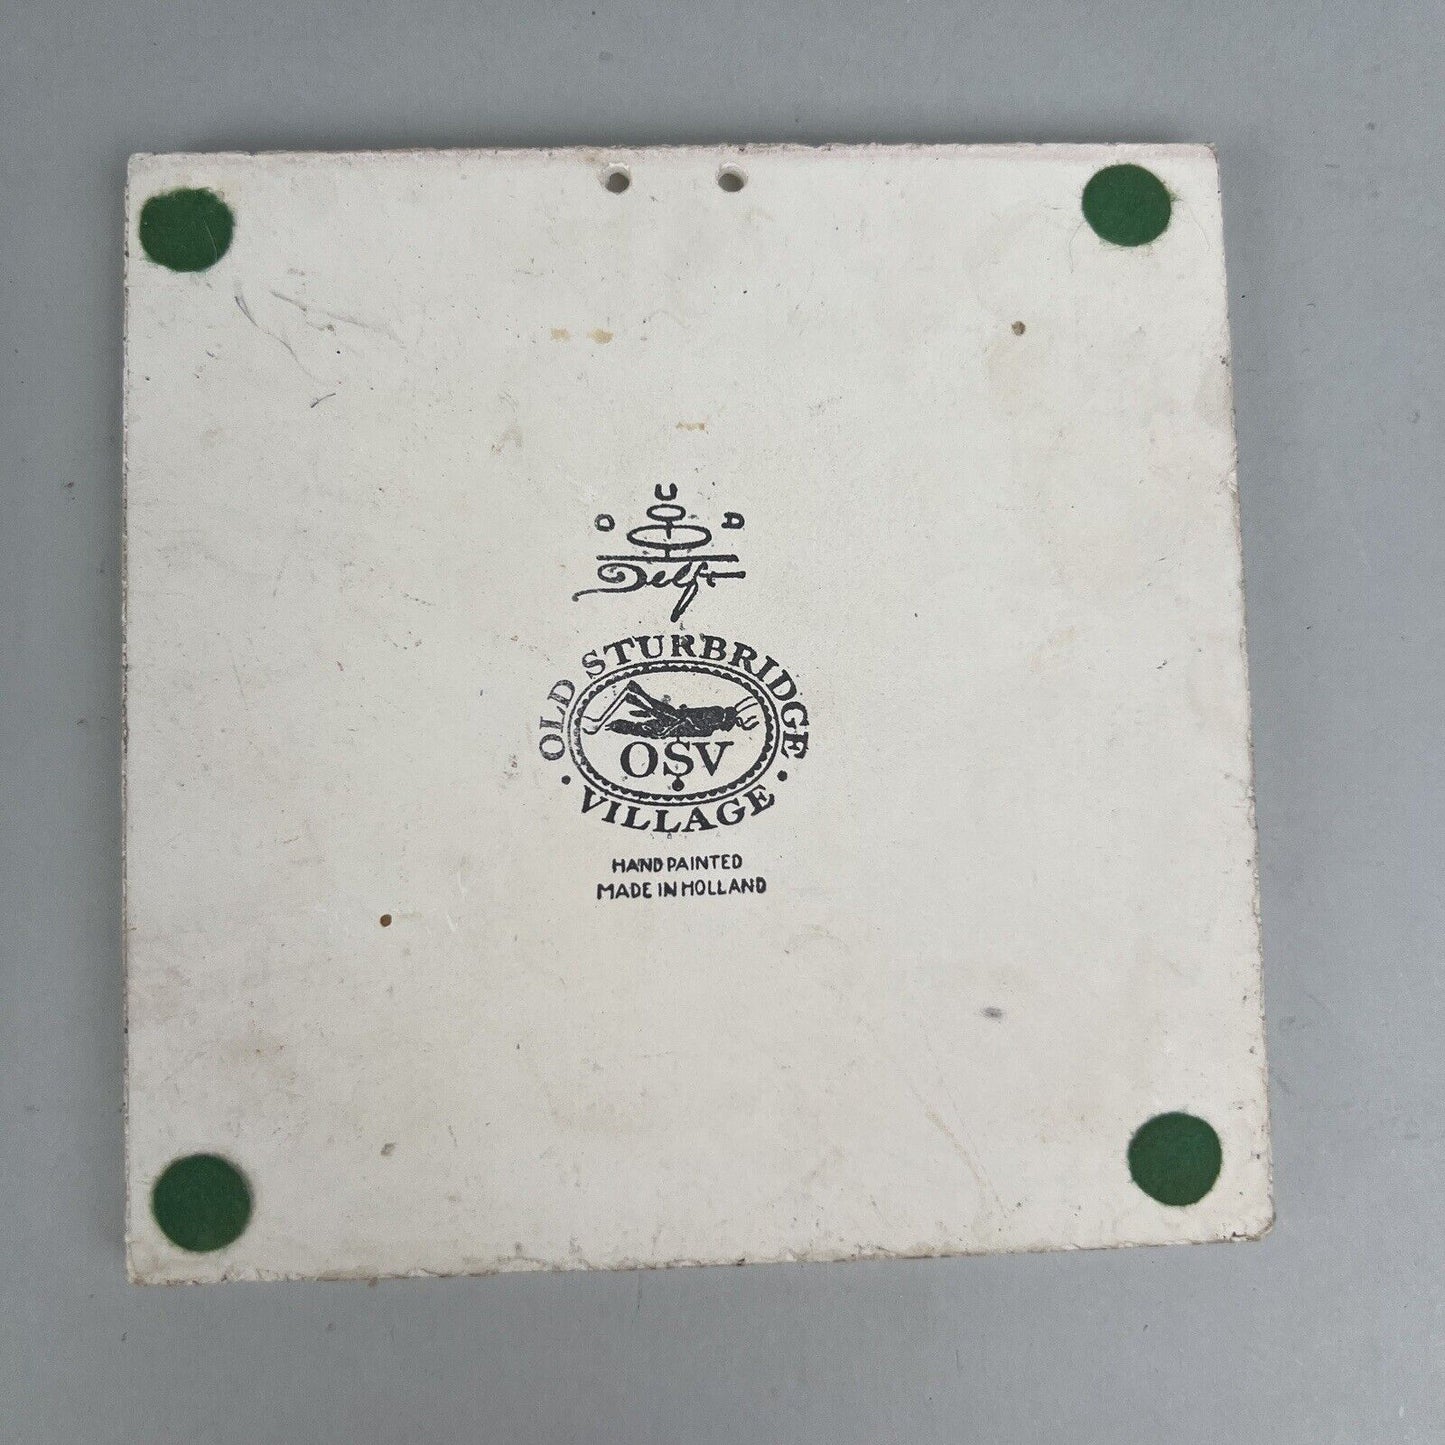 O U D
Delft
OLD STURBRIDGE
OSV
· VILLAGE ·
HAND PAINTED
MADE IN HOLLAND